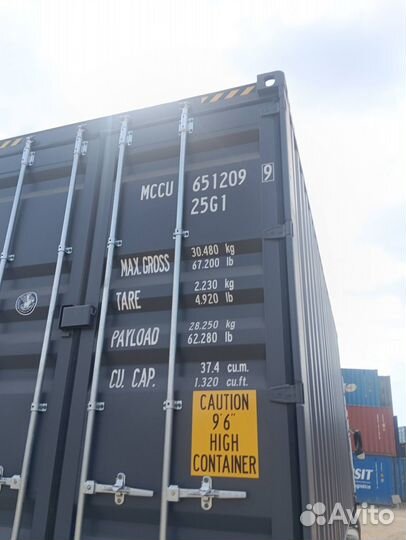 MCCU 651209 9
25G1
MAX.GROSS 30.480 kg
67.200 lb
TARE 2.230 kg
4.920 lb
PAYLOAD 28.250 kg
62.280 lb
CU. CAP. 37.4 cu.m.
1.320 cu.ft.
CAUTION
9'6"
HIGH
CONTAINER
SIT
Logistics
Avito